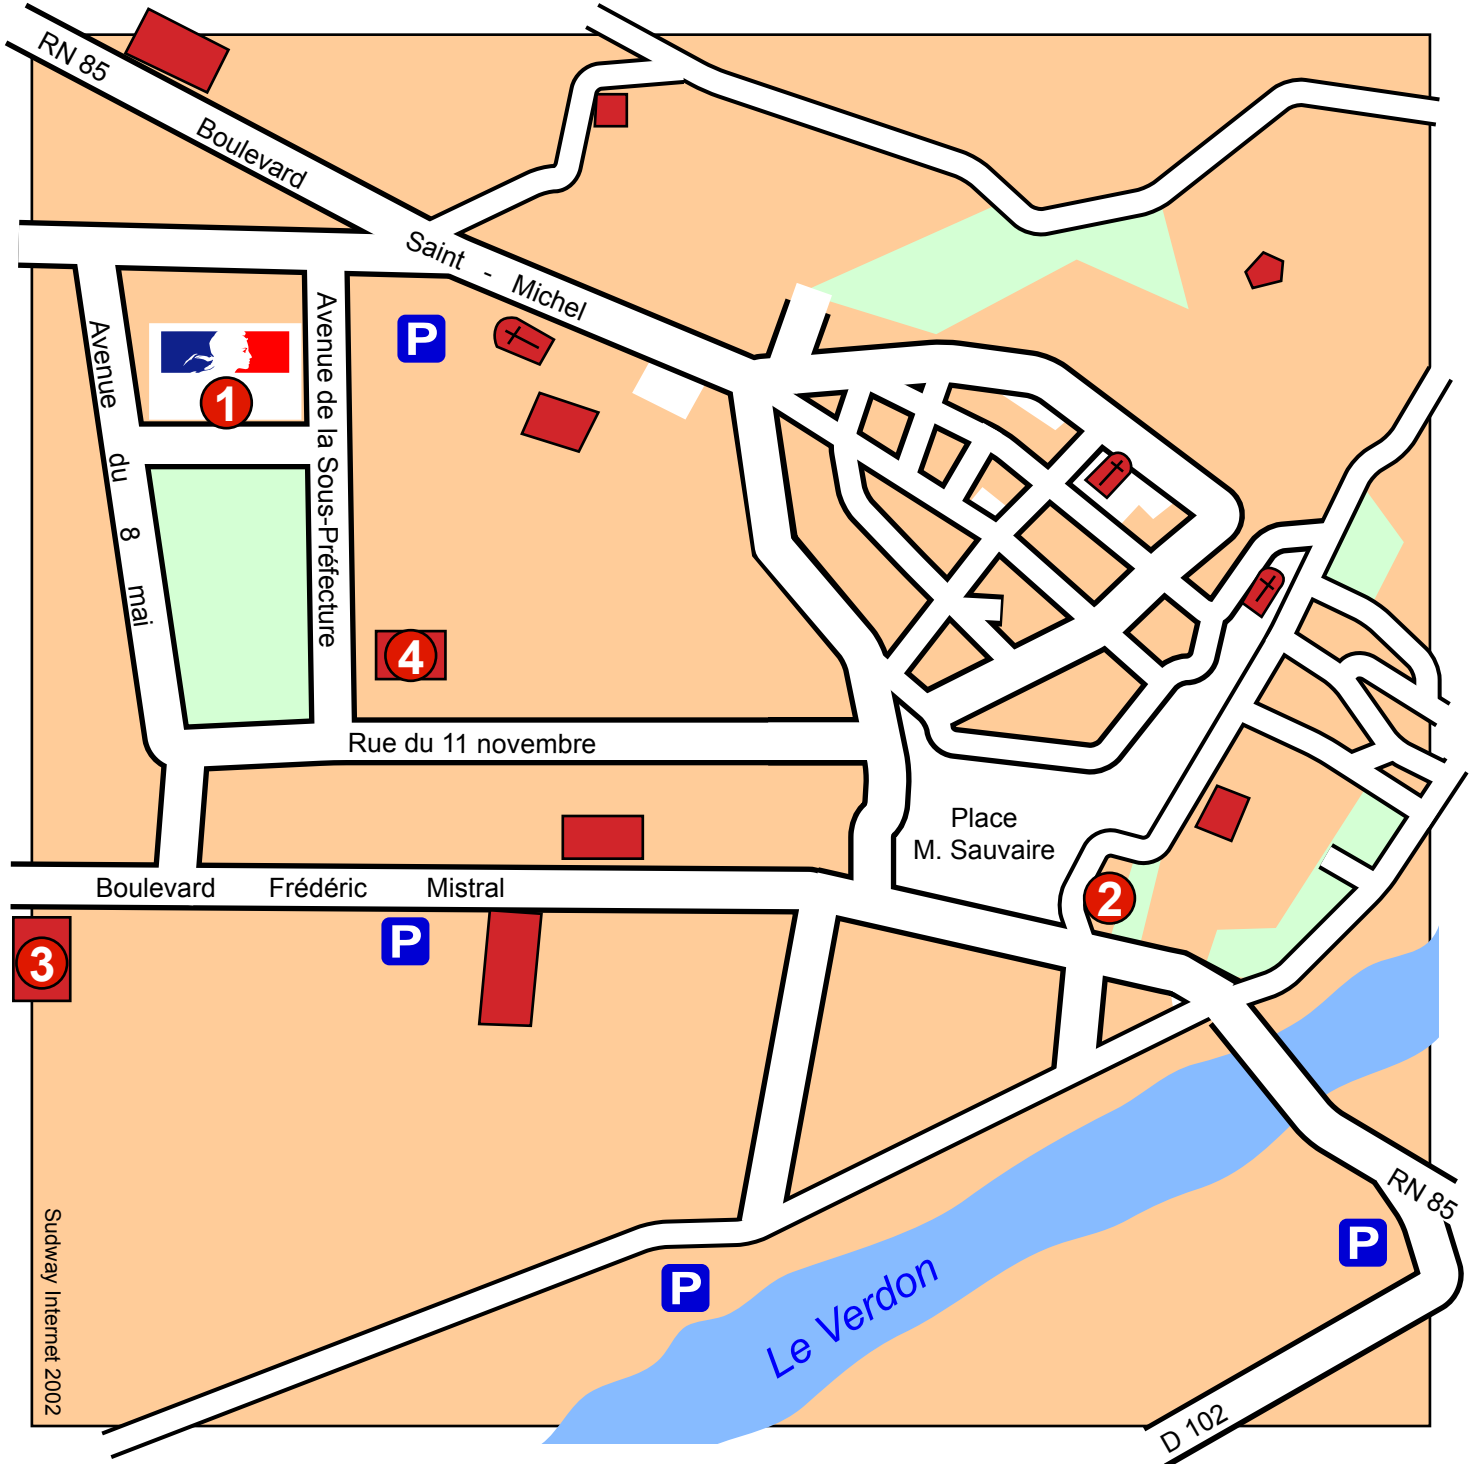 RN 85
Boulevard
Saint - Michel
P
1
Avenue du 8 mai
Avenue de la Sous-Préfecture
4
Rue du 11 novembre
Place
M. Sauvaire
Boulevard Frédéric Mistral
2
3
P
RN 85
P
P
Le Verdon
D 102
Sudway Internet 2002